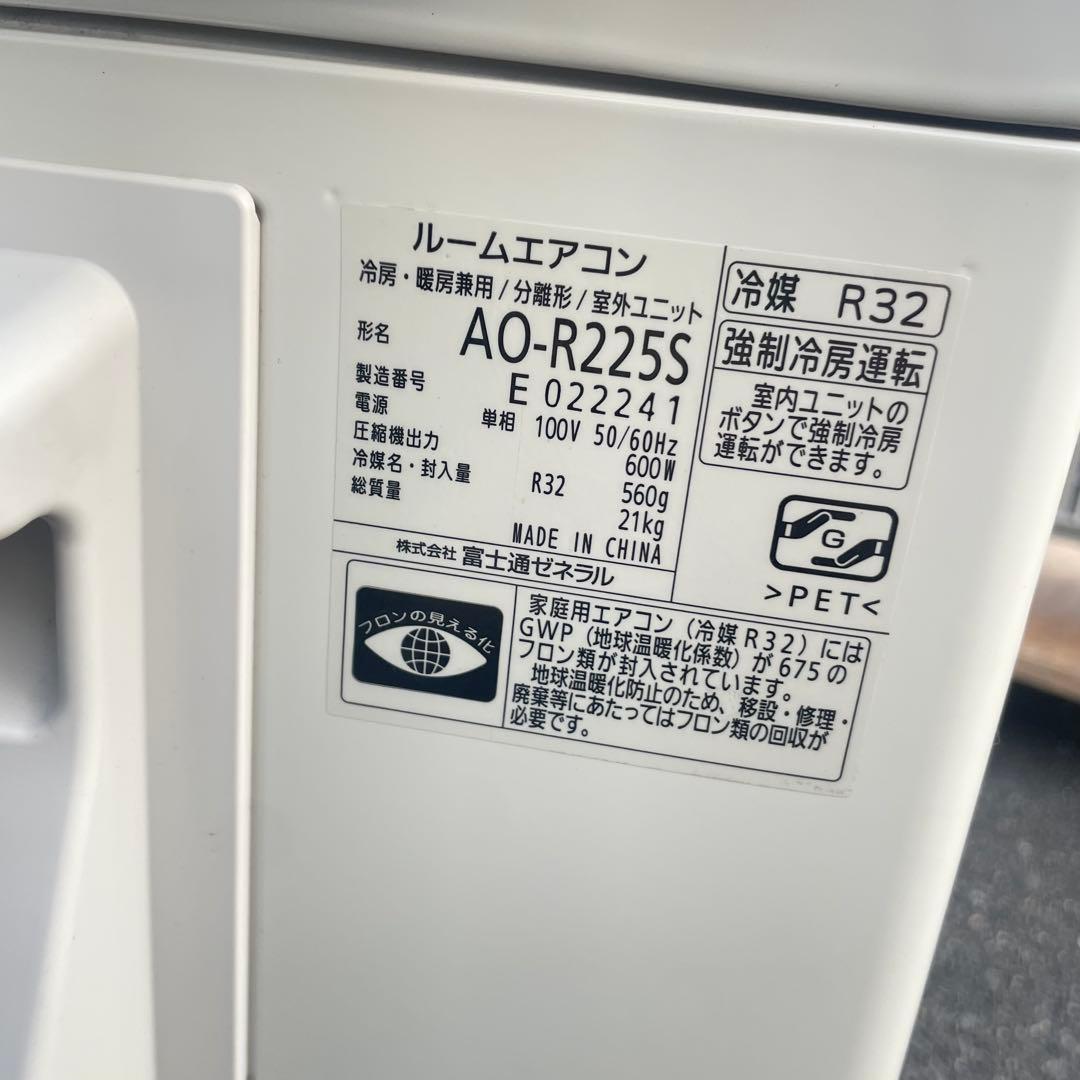 ルームエアコン
冷房・暖房兼用/分離形/室外ユニット
形名 AO-R225S
製造番号 E 022241
電源 単相 100V 50/60Hz
圧縮機出力 600W
冷媒名・封入量 R32 560g
総質量 21kg
MADE IN CHINA
株式会社 富士通ゼネラル
冷媒 R32
強制冷房運転
室内ユニットの
ボタンで強制冷房
運転ができます。
G
>PET<
フロンの見える化
家庭用エアコン（冷媒R32）には
GWP（地球温暖化係数）が675の
フロン類が封入されています。
地球温暖化防止のため、移設・修理・
廃棄等にあたってはフロン類の回収が
必要です。